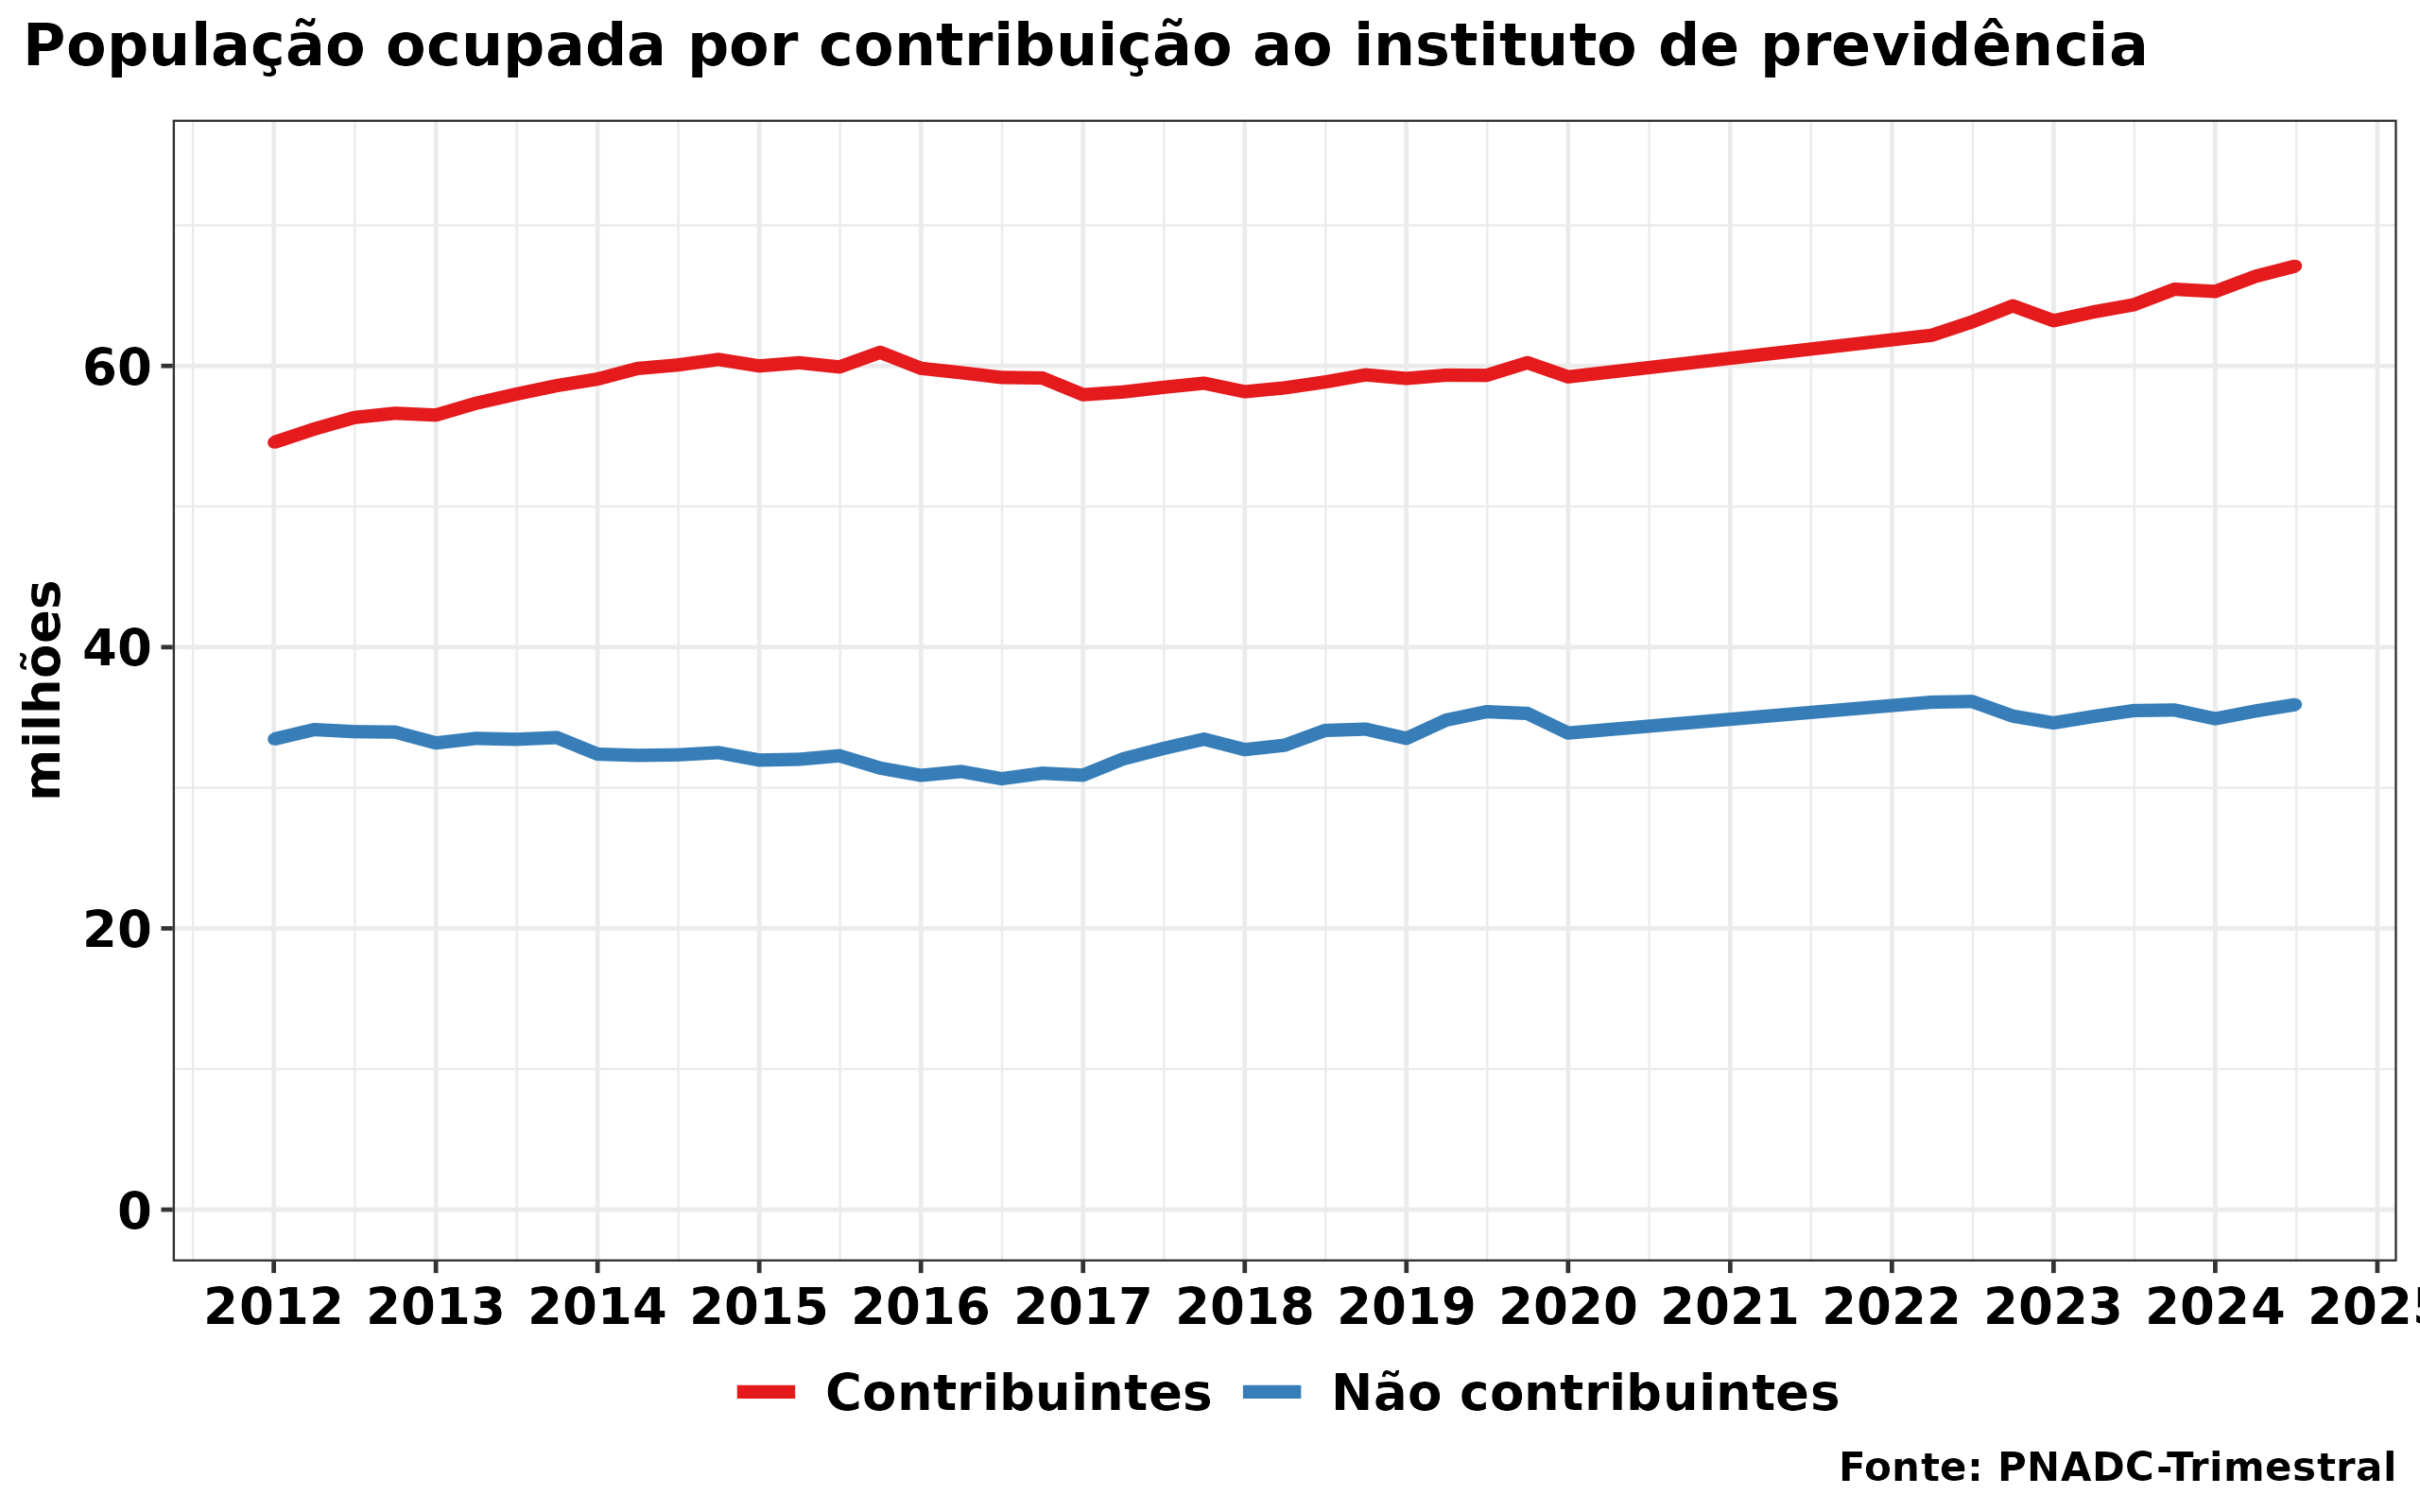 População ocupada por contribuição ao instituto de previdência
milhões
60
40
20
0
2012 2013 2014 2015 2016 2017 2018 2019 2020 2021 2022 2023 2024 2025
Contribuintes Não contribuintes
Fonte: PNADC-Trimestral